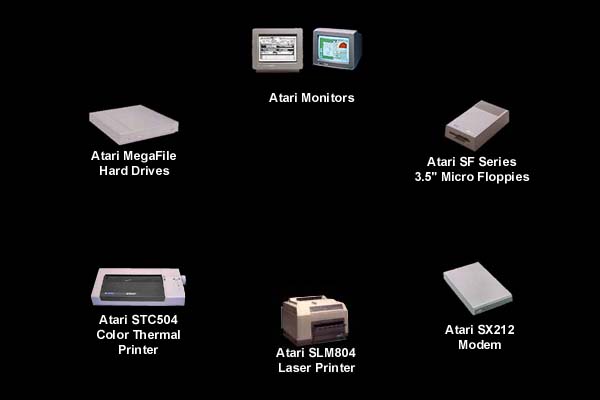 Atari Monitors
Atari MegaFile
Hard Drives
Atari SF Series
3.5" Micro Floppies
Atari STC504
Color Thermal
Printer
Atari SLM804
Laser Printer
Atari SX212
Modem